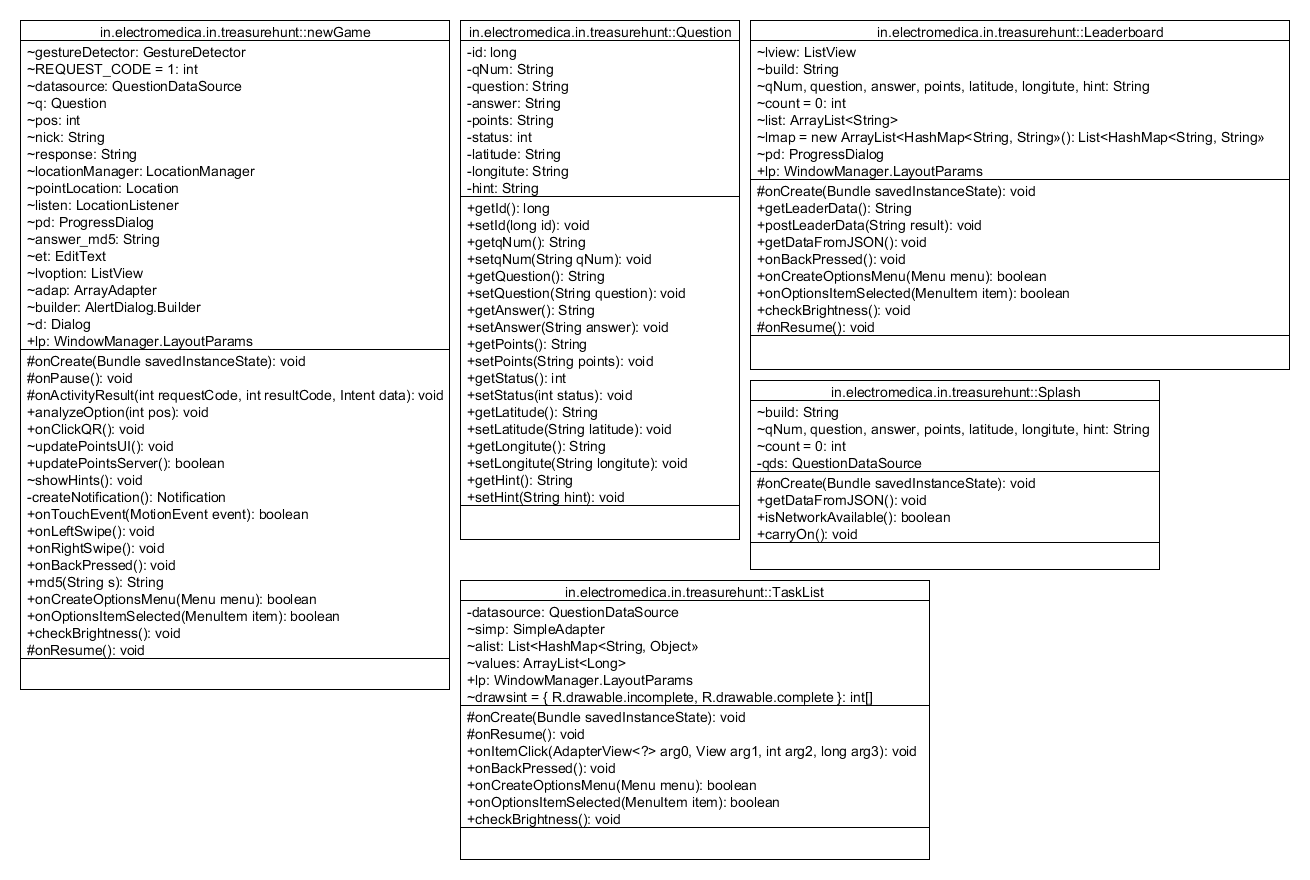 in.electromedica.in.treasurehunt::newGame
~gestureDetector: GestureDetector
~REQUEST_CODE = 1: int
~datasource: QuestionDataSource
~q: Question
~pos: int
~nick: String
~response: String
~locationManager: LocationManager
~pointLocation: Location
~listen: LocationListener
~pd: ProgressDialog
~answer_md5: String
~et: EditText
~lvoption: ListView
~adap: ArrayAdapter
~builder: AlertDialog.Builder
~d: Dialog
+lp: WindowManager.LayoutParams
#onCreate(Bundle savedInstanceState): void
#onPause(): void
#onActivityResult(int requestCode, int resultCode, Intent data): void
+analyzeOption(int pos): void
+onClickQR(): void
~updatePointsUI(): void
+updatePointsServer(): boolean
~showHints(): void
-createNotification(): Notification
+onTouchEvent(MotionEvent event): boolean
+onLeftSwipe(): void
+onRightSwipe(): void
+onBackPressed(): void
+md5(String s): String
+onCreateOptionsMenu(Menu menu): boolean
+onOptionsItemSelected(MenuItem item): boolean
+checkBrightness(): void
#onResume(): void
in.electromedica.in.treasurehunt::Question
-id: long
-qNum: String
-question: String
-answer: String
-points: String
-status: int
-latitude: String
-longitute: String
-hint: String
+getId(): long
+setId(long id): void
+getqNum(): String
+setqNum(String qNum): void
+getQuestion(): String
+setQuestion(String question): void
+getAnswer(): String
+setAnswer(String answer): void
+getPoints(): String
+setPoints(String points): void
+getStatus(): int
+setStatus(int status): void
+getLatitude(): String
+setLatitude(String latitude): void
+getLongitute(): String
+setLongitute(String longitute): void
+getHint(): String
+setHint(String hint): void
in.electromedica.in.treasurehunt::Leaderboard
~lview: ListView
~build: String
~qNum, question, answer, points, latitude, longitute, hint: String
~count = 0: int
~list: ArrayList<String>
~lmap = new ArrayList<HashMap<String, String»(): List<HashMap<String, String»
~pd: ProgressDialog
+lp: WindowManager.LayoutParams
#onCreate(Bundle savedInstanceState): void
+getLeaderData(): String
+postLeaderData(String result): void
+getDataFromJSON(): void
+onBackPressed(): void
+onCreateOptionsMenu(Menu menu): boolean
+onOptionsItemSelected(MenuItem item): boolean
+checkBrightness(): void
#onResume(): void
in.electromedica.in.treasurehunt::Splash
~build: String
~qNum, question, answer, points, latitude, longitute, hint: String
~count = 0: int
-qds: QuestionDataSource
#onCreate(Bundle savedInstanceState): void
+getDataFromJSON(): void
+isNetworkAvailable(): boolean
+carryOn(): void
in.electromedica.in.treasurehunt::TaskList
-datasource: QuestionDataSource
~simp: SimpleAdapter
~alist: List<HashMap<String, Object»
~values: ArrayList<Long>
+lp: WindowManager.LayoutParams
~drawsint = { R.drawable.incomplete, R.drawable.complete }: int[]
#onCreate(Bundle savedInstanceState): void
#onResume(): void
+onItemClick(AdapterView<?> arg0, View arg1, int arg2, long arg3): void
+onBackPressed(): void
+onCreateOptionsMenu(Menu menu): boolean
+onOptionsItemSelected(MenuItem item): boolean
+checkBrightness(): void